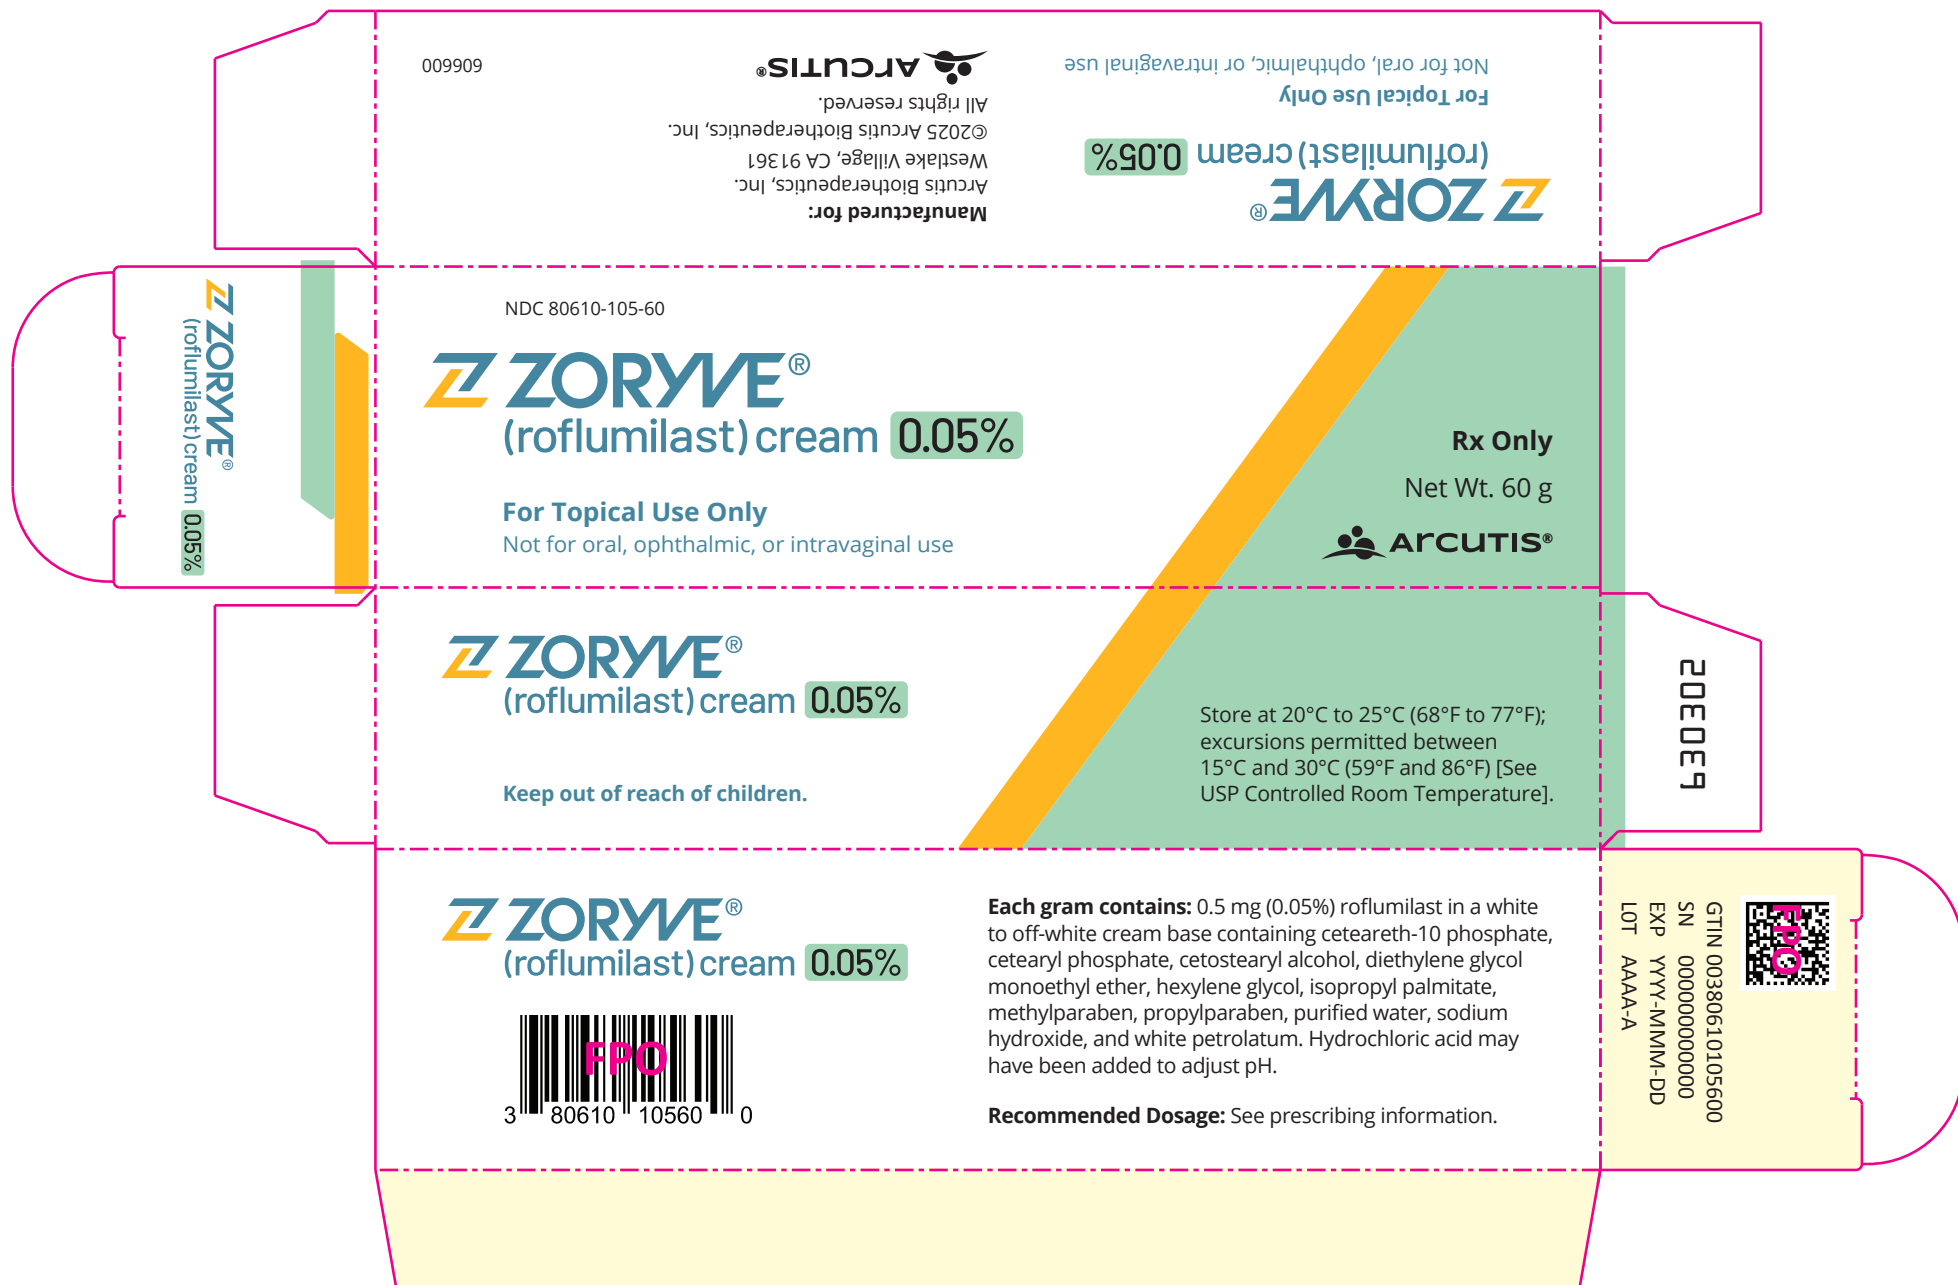 009909
ARCUTIS®
All rights reserved.
©2025 Arcutis Biotherapeutics, Inc.
Westlake Village, CA 91361
Arcutis Biotherapeutics, Inc.
Manufactured for:
ZORYVE®
(roflumilast) cream 0.05%
For Topical Use Only
Not for oral, ophthalmic, or intravaginal use
ZORYVE®
(roflumilast) cream 0.05%
NDC 80610-105-60
ZORYVE®
(roflumilast) cream 0.05%
For Topical Use Only
Not for oral, ophthalmic, or intravaginal use
Rx Only
Net Wt. 60 g
ARCUTIS®
ZORYVE®
(roflumilast) cream 0.05%
Keep out of reach of children.
Store at 20°C to 25°C (68°F to 77°F);
excursions permitted between
15°C and 30°C (59°F and 86°F) [See
USP Controlled Room Temperature].
ZORYVE®
(roflumilast) cream 0.05%
FPO
3 80610 10560 0
Each gram contains: 0.5 mg (0.05%) roflumilast in a white
to off-white cream base containing ceteareth-10 phosphate,
cetearyl phosphate, cetostearyl alcohol, diethylene glycol
monoethyl ether, hexylene glycol, isopropyl palmitate,
methylparaben, propylparaben, purified water, sodium
hydroxide, and white petrolatum. Hydrochloric acid may
have been added to adjust pH.
Recommended Dosage: See prescribing information.
FPO
GTIN 00380610105600
SN 000000000000
EXP YYYY-MMM-DD
LOT AAAA-A